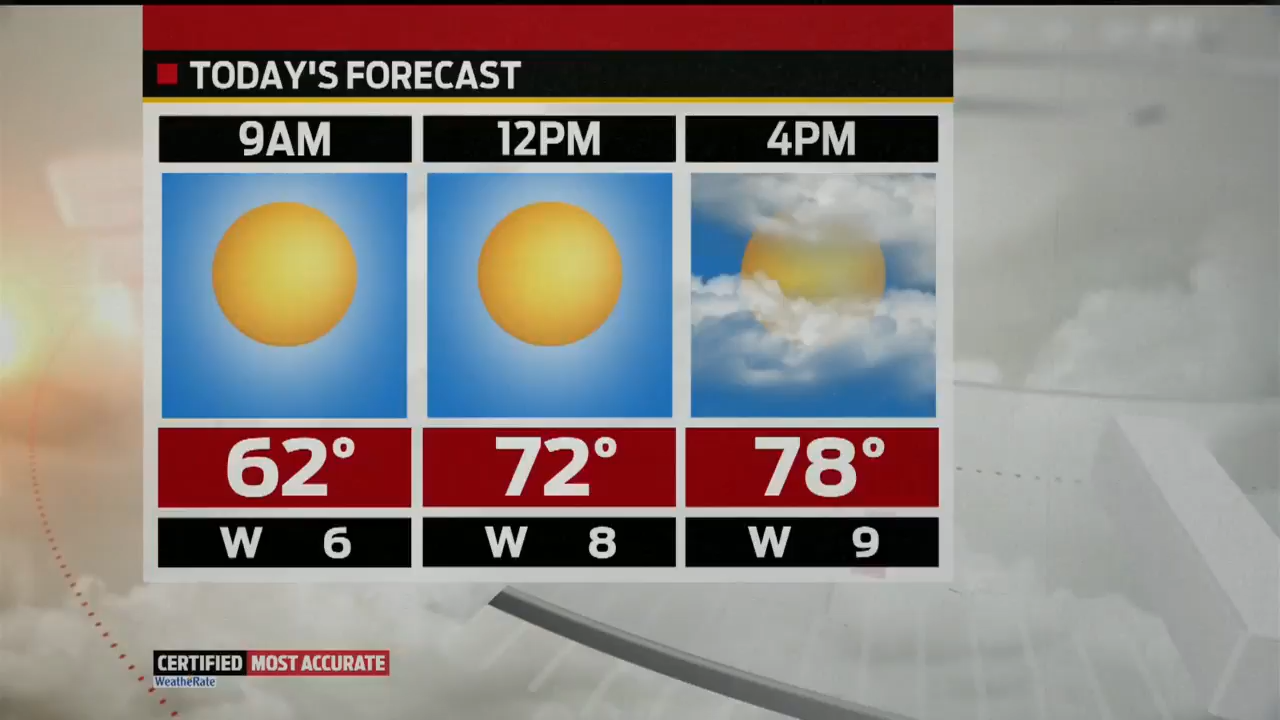 TODAY'S FORECAST
9AM 12PM 4PM
62° 72° 78°
W 6 W 8 W 9
CERTIFIED MOST ACCURATE
WeatheRate